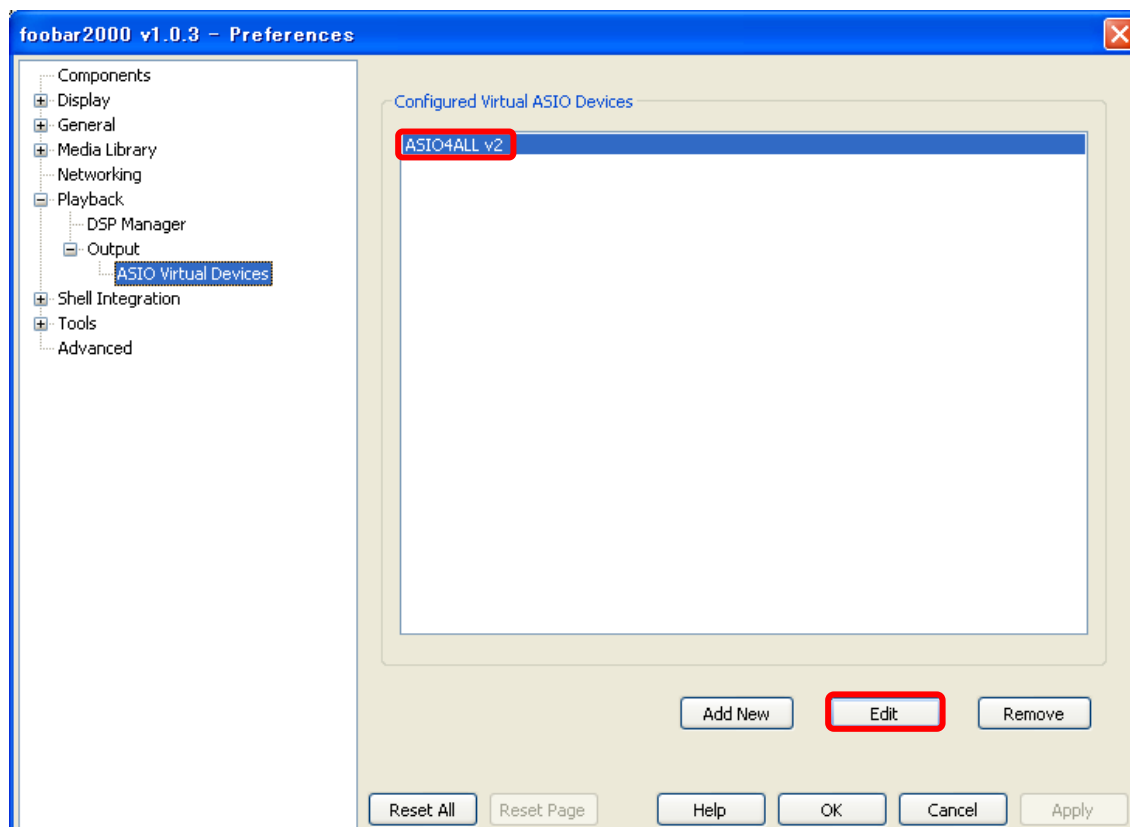 foobar2000 v1.0.3 - Preferences
Components
Display
General
Media Library
Networking
Playback
DSP Manager
Output
ASIO Virtual Devices
Shell Integration
Tools
Advanced
Configured Virtual ASIO Devices
ASIO4ALL v2
Add New Edit Remove
Reset All Reset Page Help OK Cancel Apply